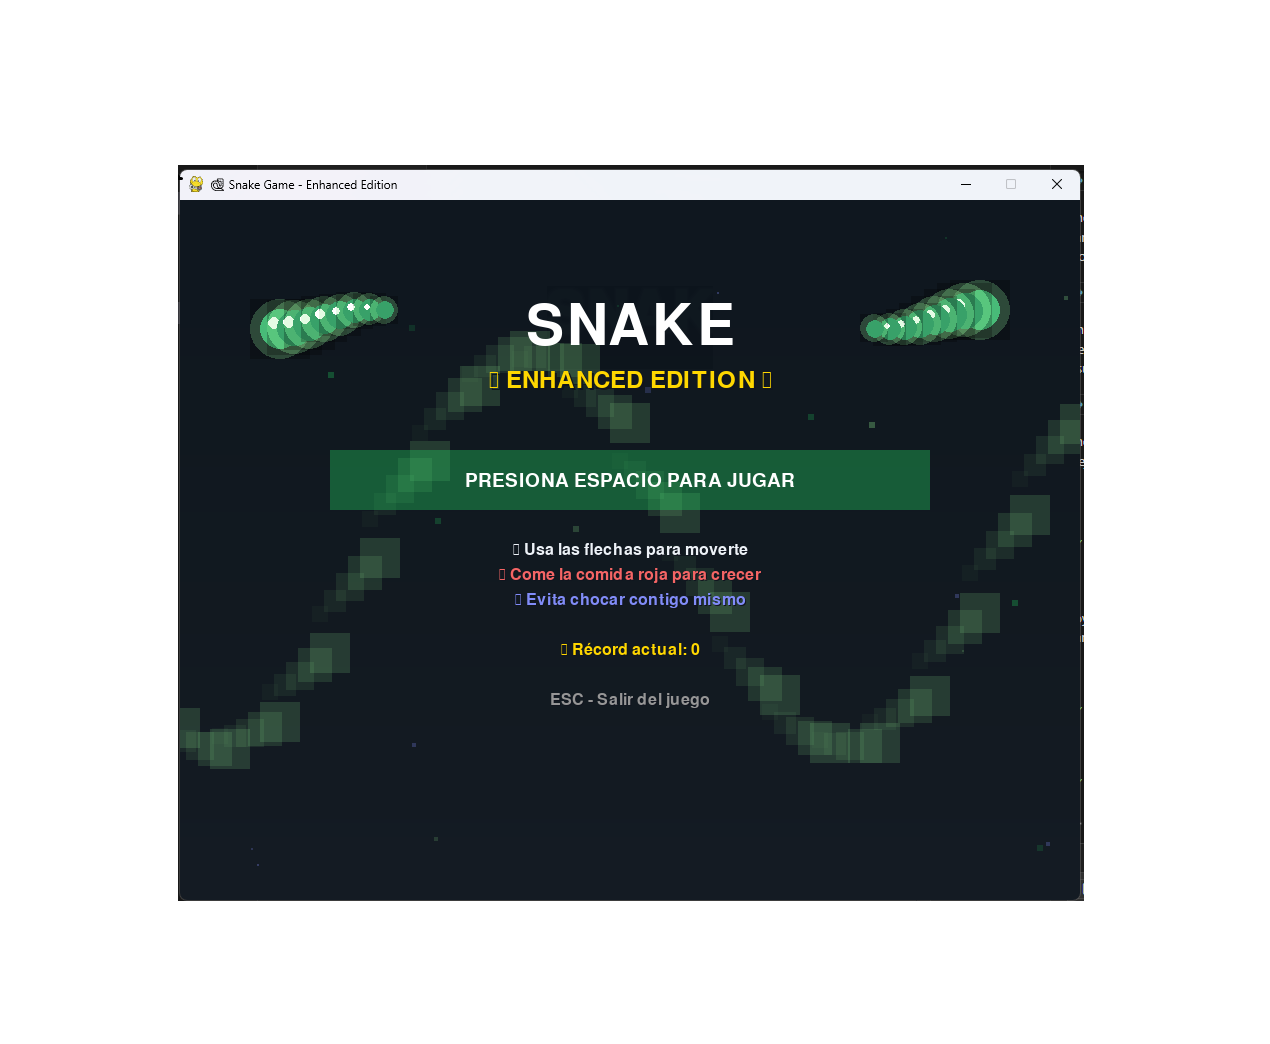 Snake Game - Enhanced Edition
SNAKE
▯ ENHANCED EDITION ▯
PRESIONA ESPACIO PARA JUGAR
▯ Usa las flechas para moverte
▯ Come la comida roja para crecer
▯ Evita chocar contigo mismo
▯ Récord actual: 0
ESC - Salir del juego